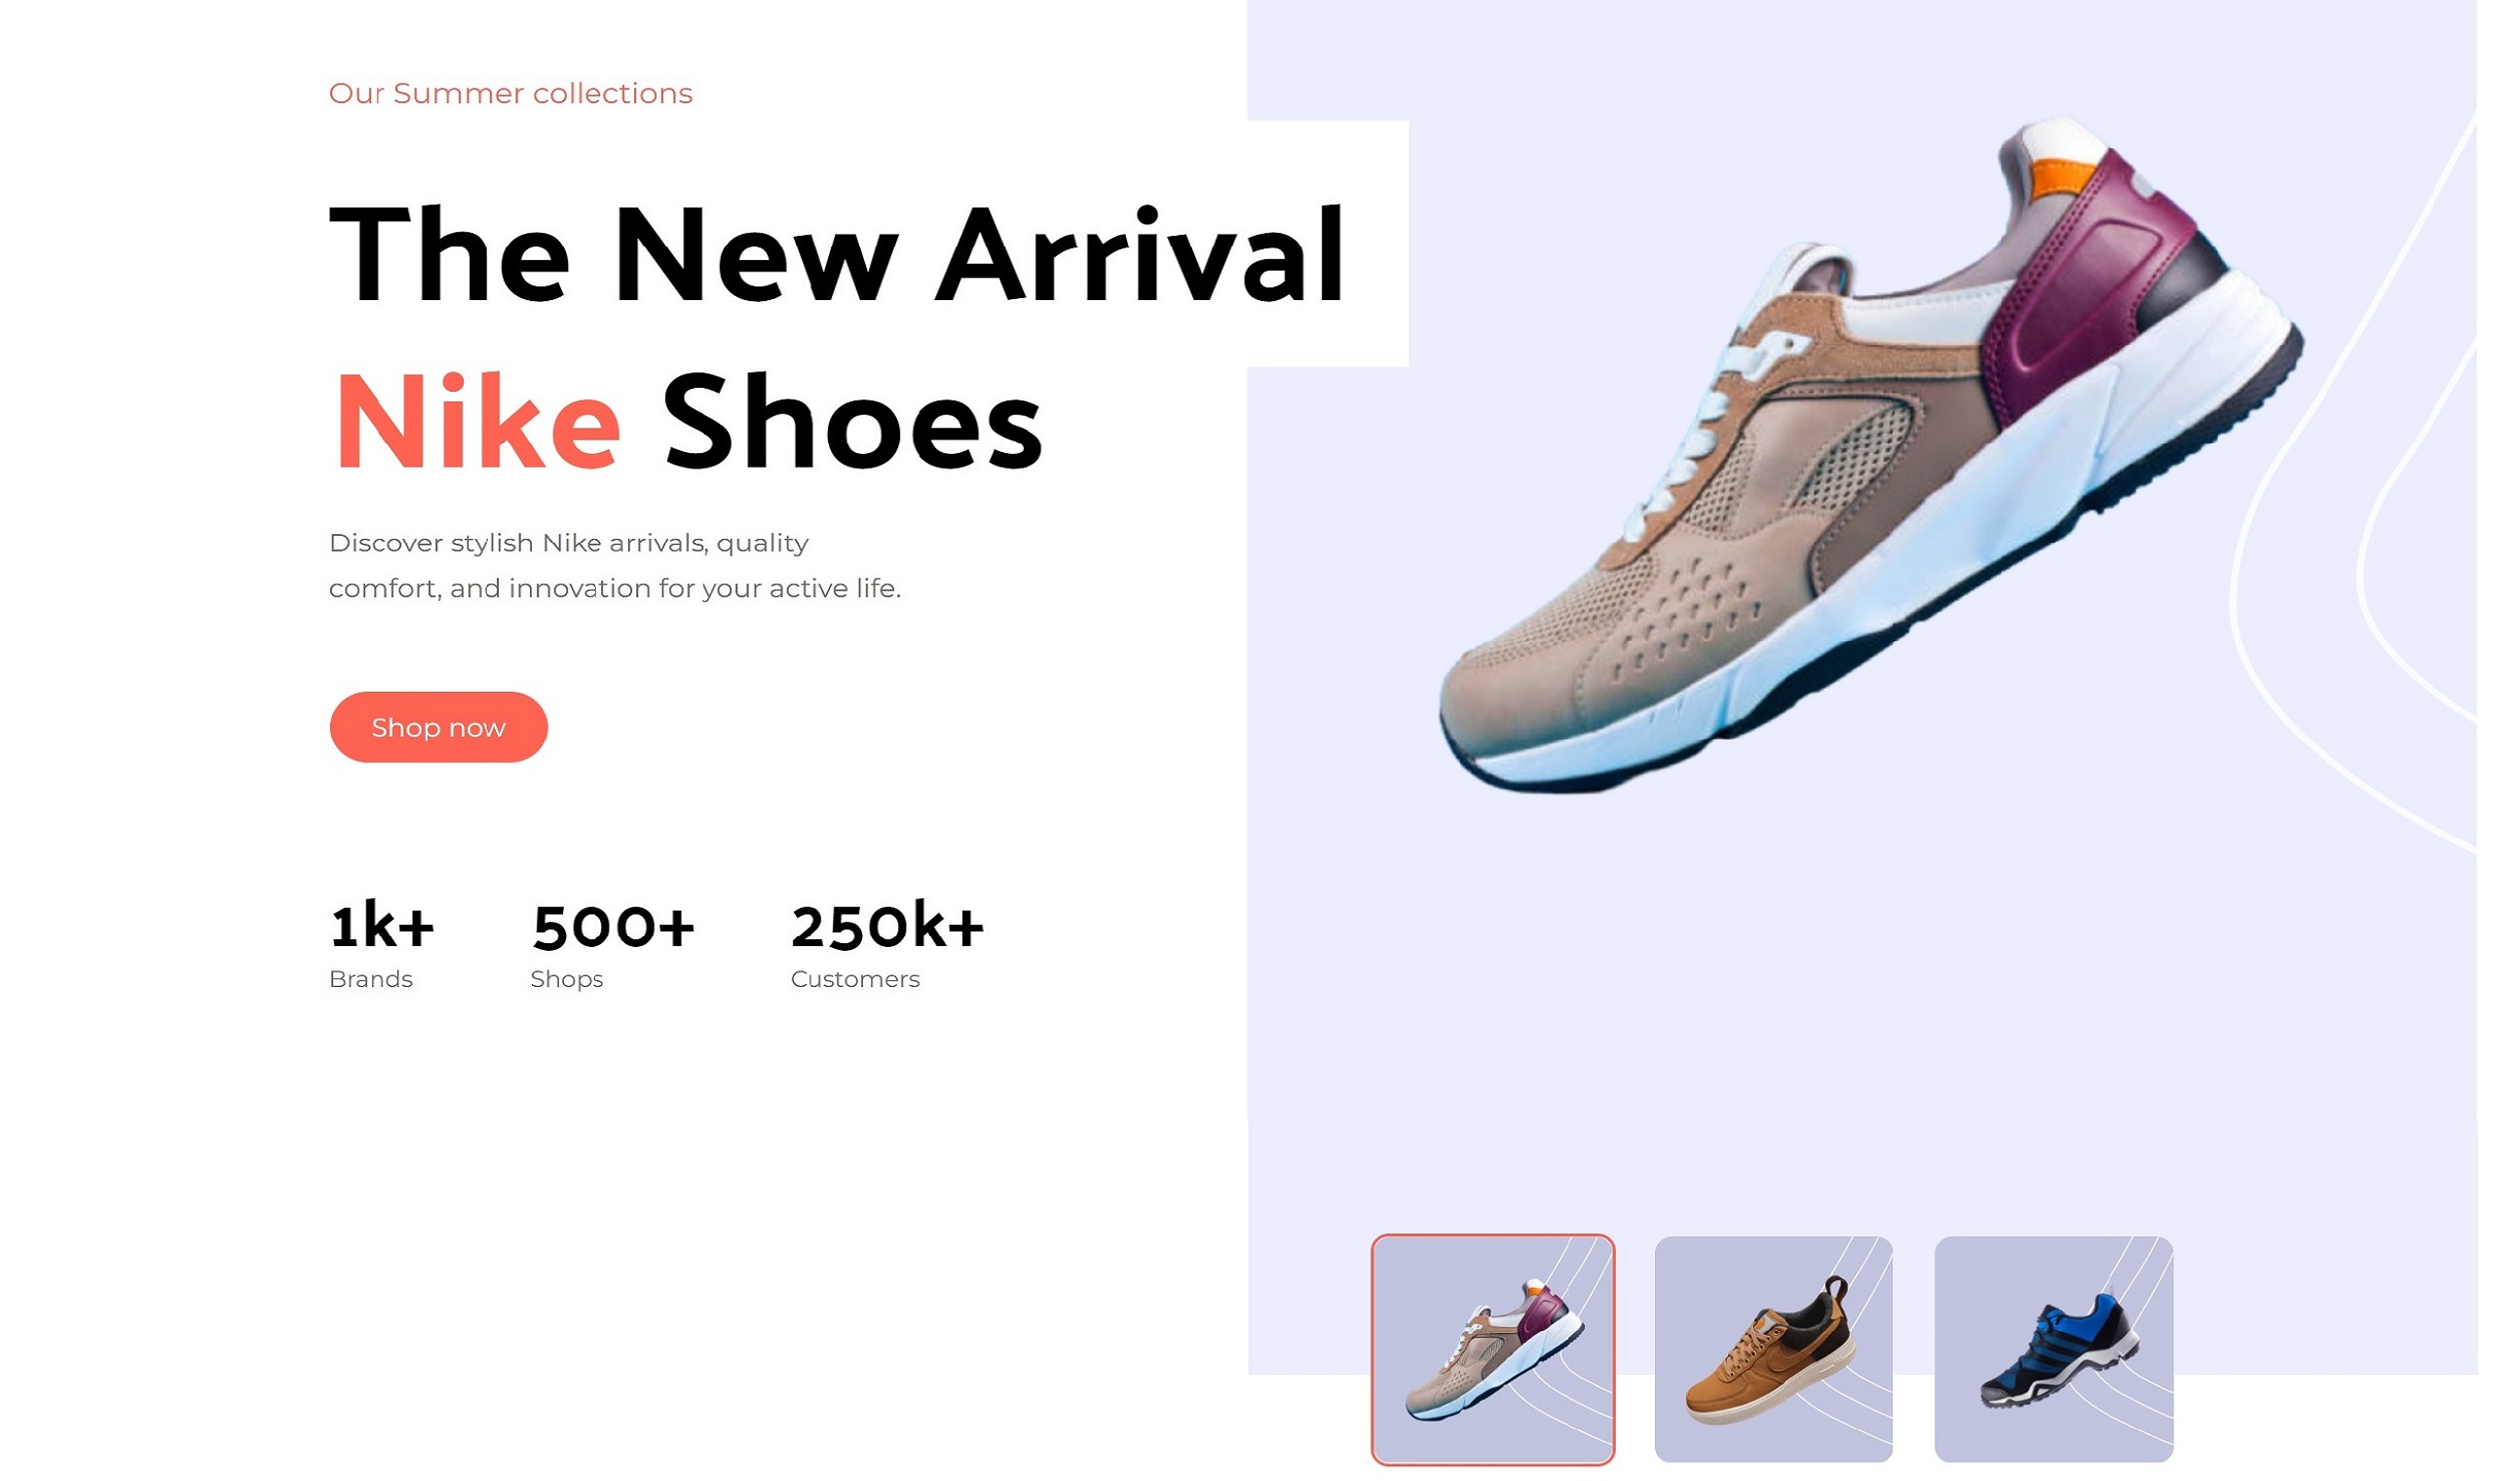 Our Summer collections
The New Arrival
Nike Shoes
Discover stylish Nike arrivals, quality
comfort, and innovation for your active life.
Shop now
1k+
Brands
500+
Shops
250k+
Customers